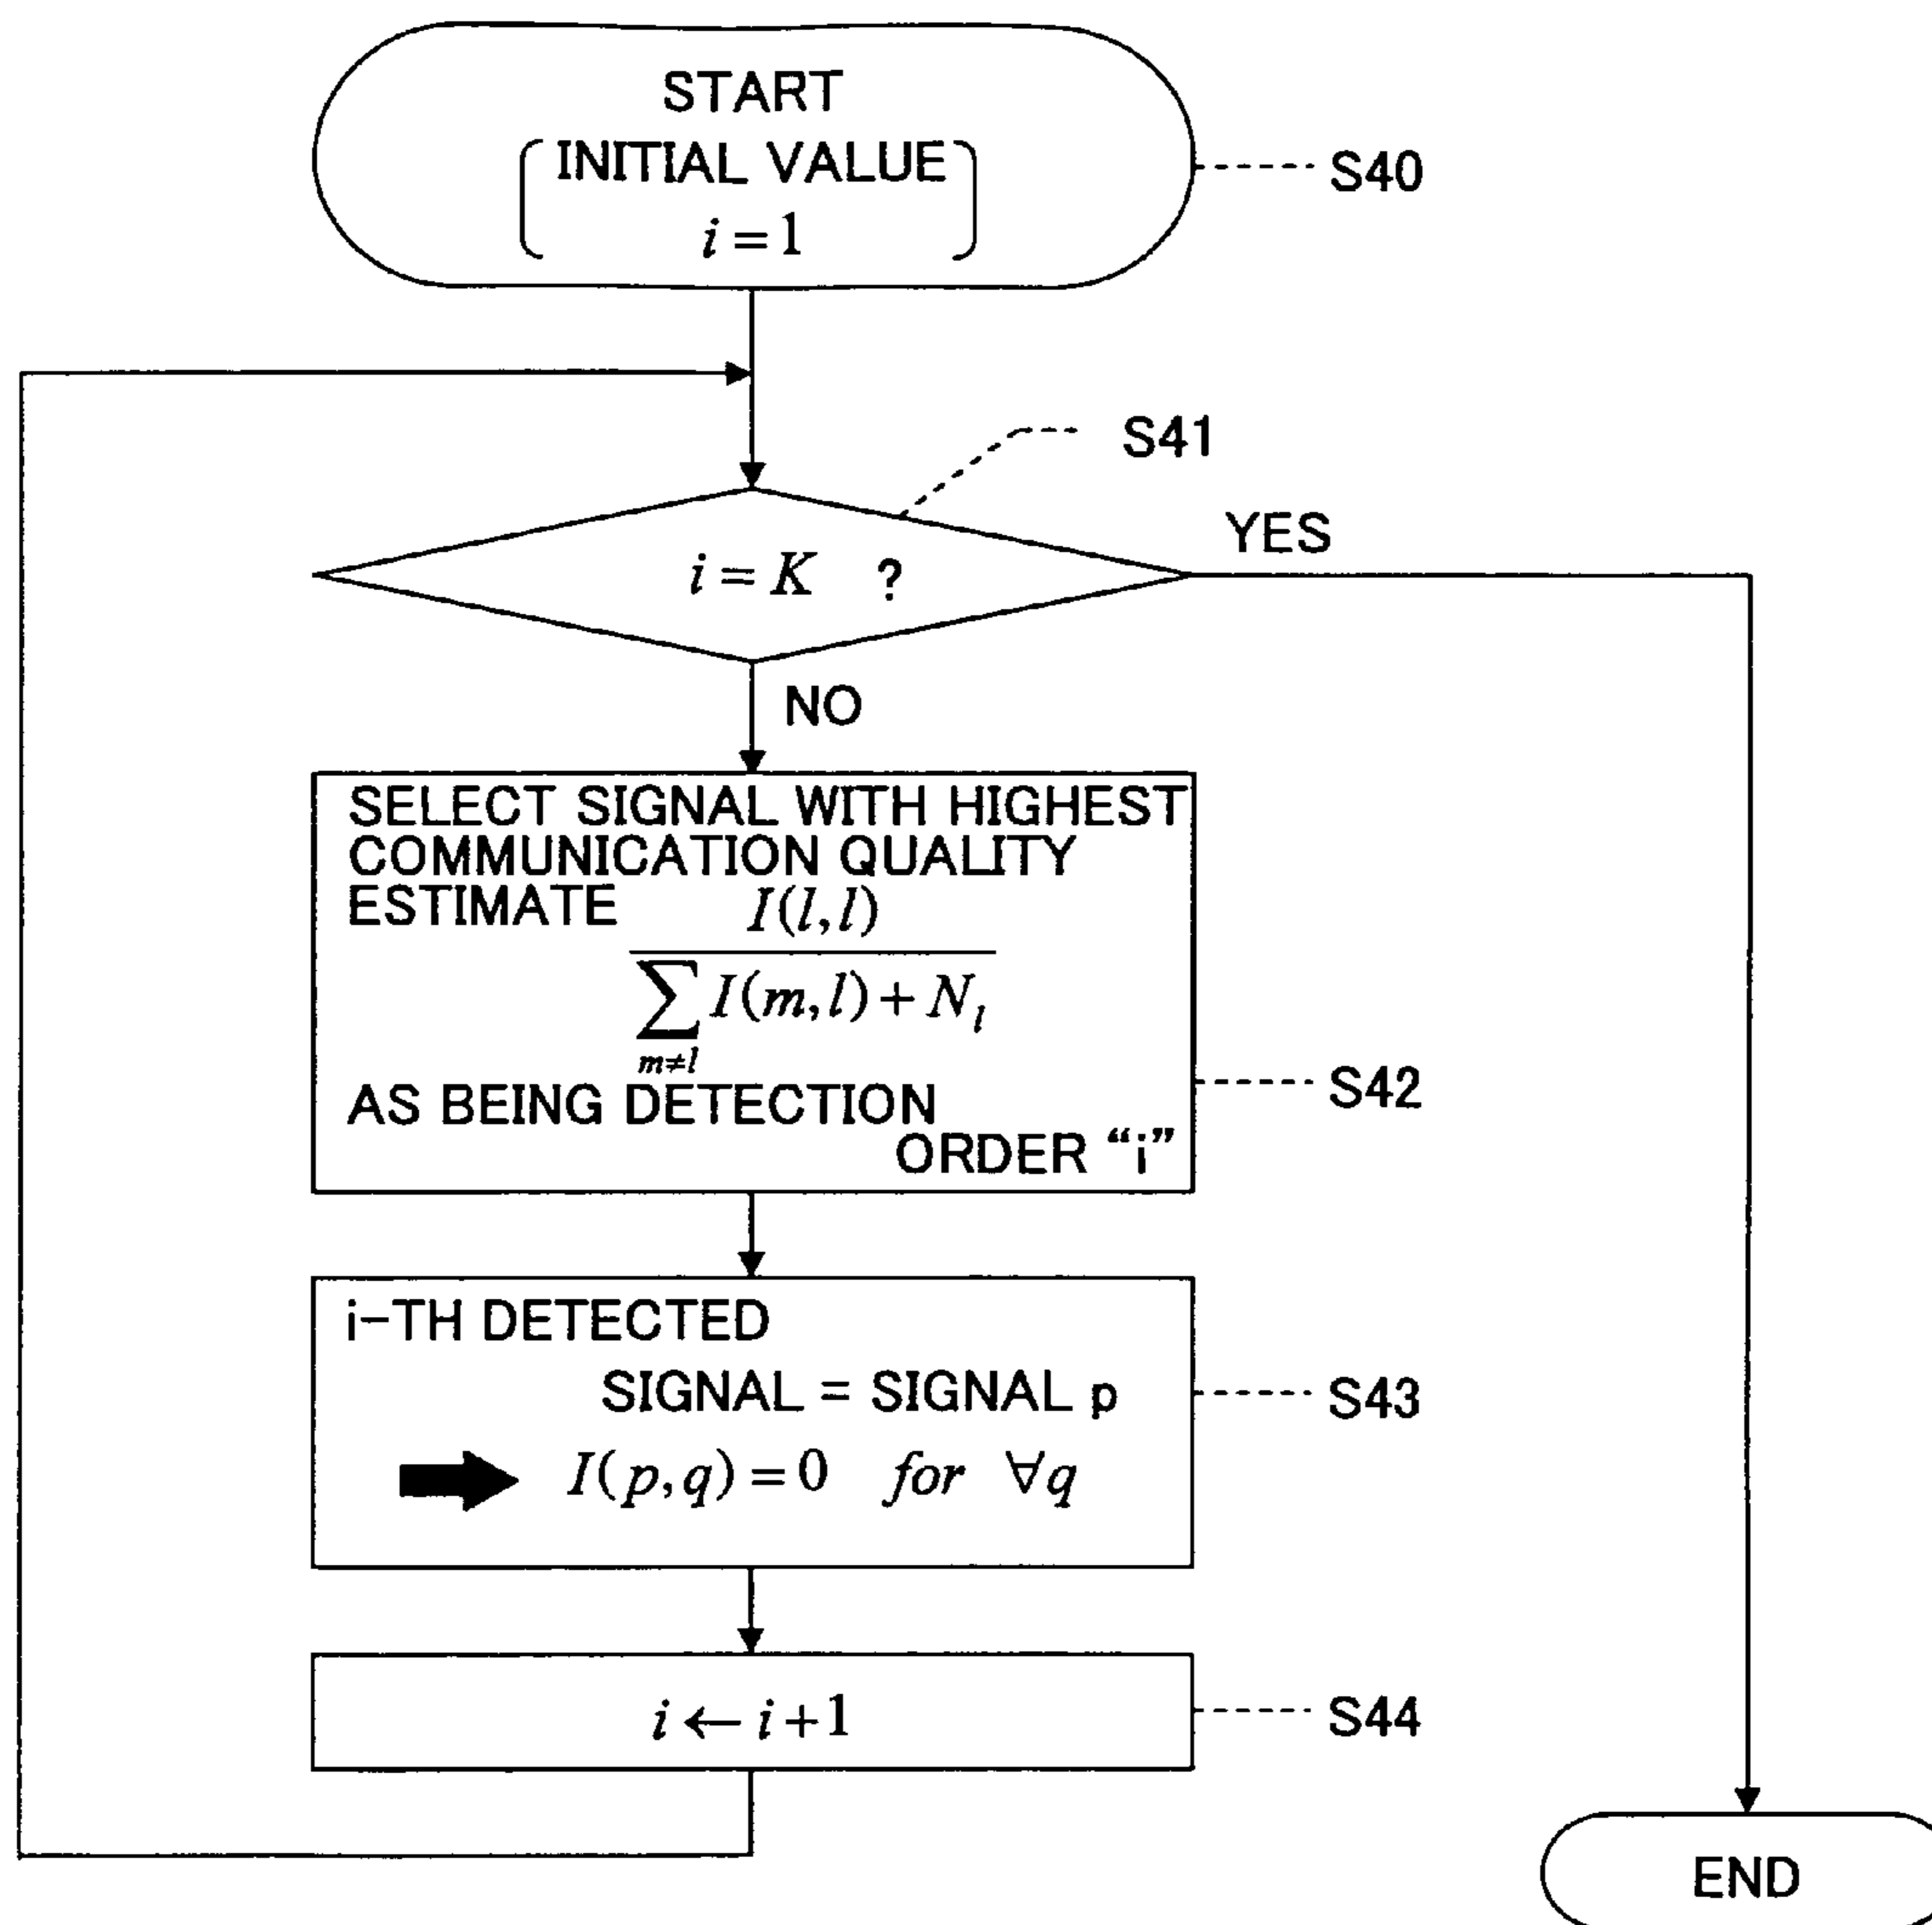 START
INITIAL VALUE
i = 1
S40
S41
i = K ?
YES
NO
SELECT SIGNAL WITH HIGHEST
COMMUNICATION QUALITY
ESTIMATE I(l,l)
∑ I(m,l) + N_l
m≠l
AS BEING DETECTION
ORDER “i”
S42
i-TH DETECTED
SIGNAL = SIGNAL p
S43
➡ I(p,q) = 0 for ∀q
i ← i+1
S44
END